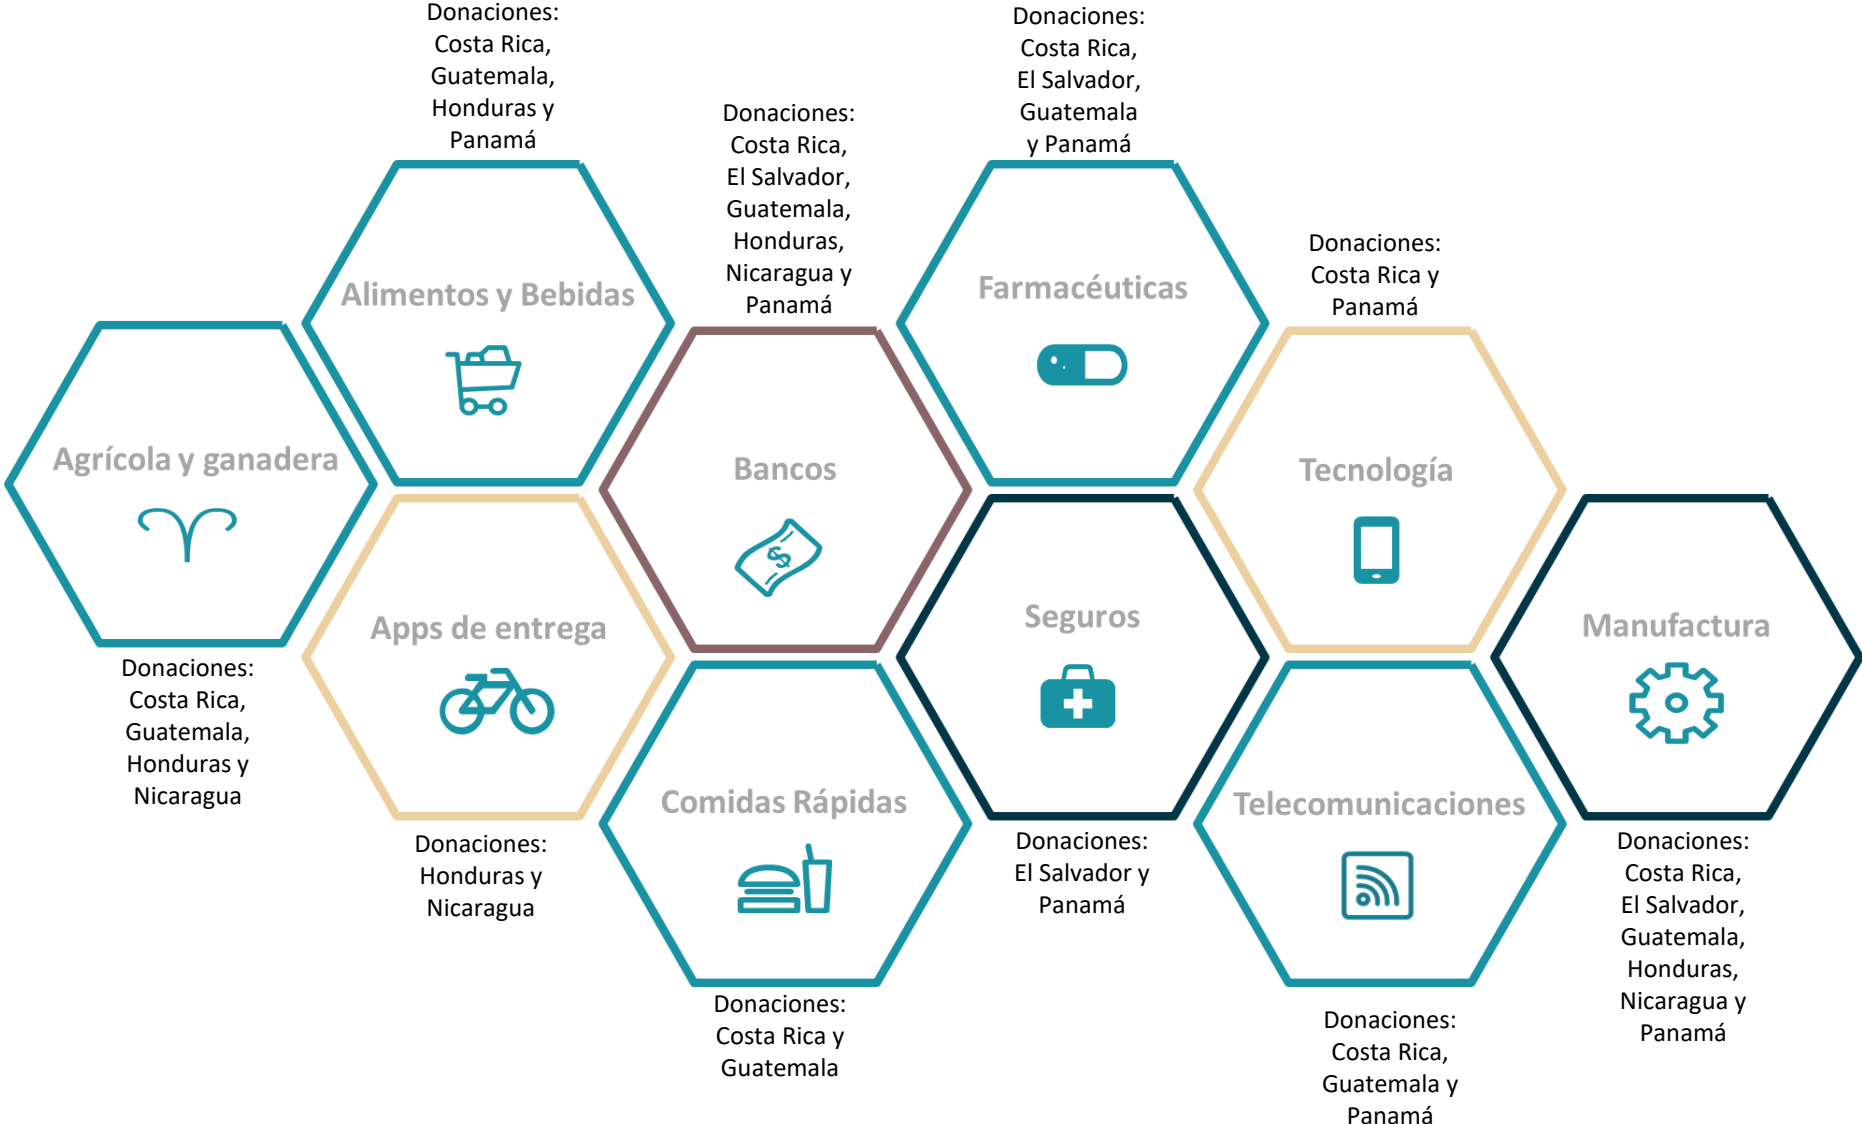 Donaciones:
Costa Rica,
Guatemala,
Honduras y
Panamá
Alimentos y Bebidas
Donaciones:
Costa Rica,
El Salvador,
Guatemala,
Honduras,
Nicaragua y
Panamá
Bancos
$
Donaciones:
Costa Rica,
El Salvador,
Guatemala
y Panamá
Farmacéuticas
Donaciones:
Costa Rica y
Panamá
Tecnología
Agrícola y ganadera
Donaciones:
Costa Rica,
Guatemala,
Honduras y
Nicaragua
Apps de entrega
Donaciones:
Honduras y
Nicaragua
Comidas Rápidas
Donaciones:
Costa Rica y
Guatemala
Seguros
Donaciones:
El Salvador y
Panamá
Telecomunicaciones
Donaciones:
Costa Rica,
Guatemala y
Panamá
Manufactura
Donaciones:
Costa Rica,
El Salvador,
Guatemala,
Honduras,
Nicaragua y
Panamá